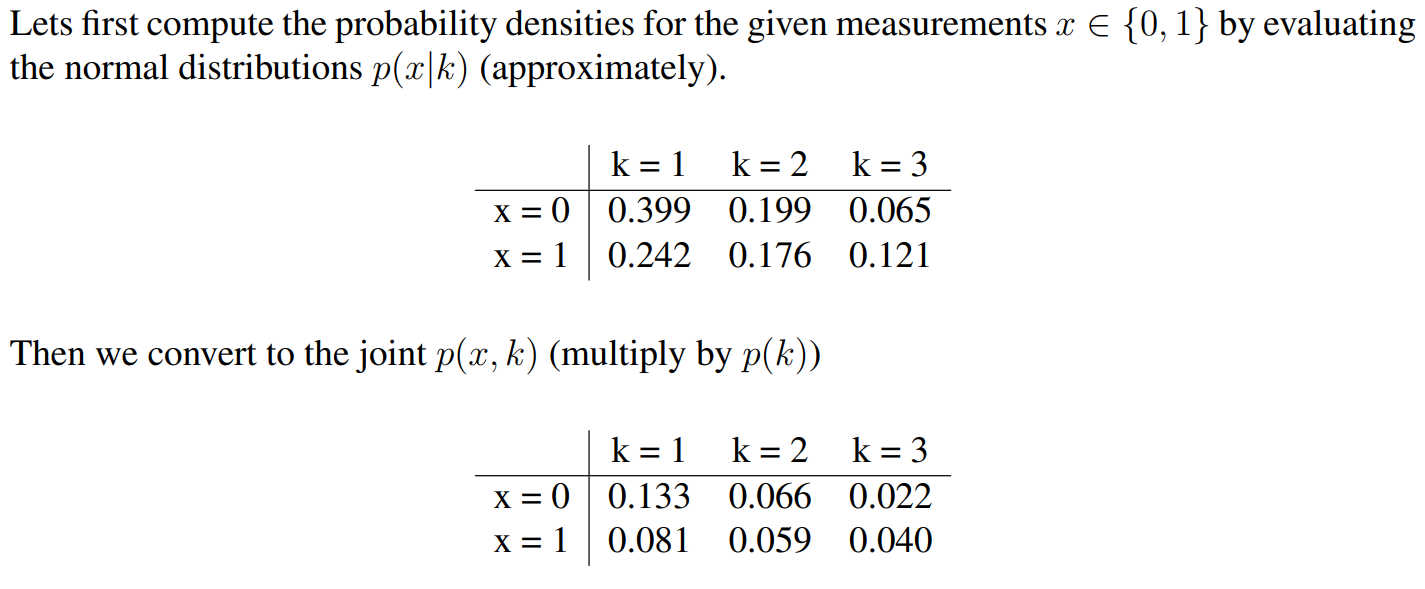 Lets first compute the probability densities for the given measurements x ∈ {0, 1} by evaluating
the normal distributions p(x|k) (approximately).
k = 1 k = 2 k = 3
x = 0 0.399 0.199 0.065
x = 1 0.242 0.176 0.121
Then we convert to the joint p(x, k) (multiply by p(k))
k = 1 k = 2 k = 3
x = 0 0.133 0.066 0.022
x = 1 0.081 0.059 0.040